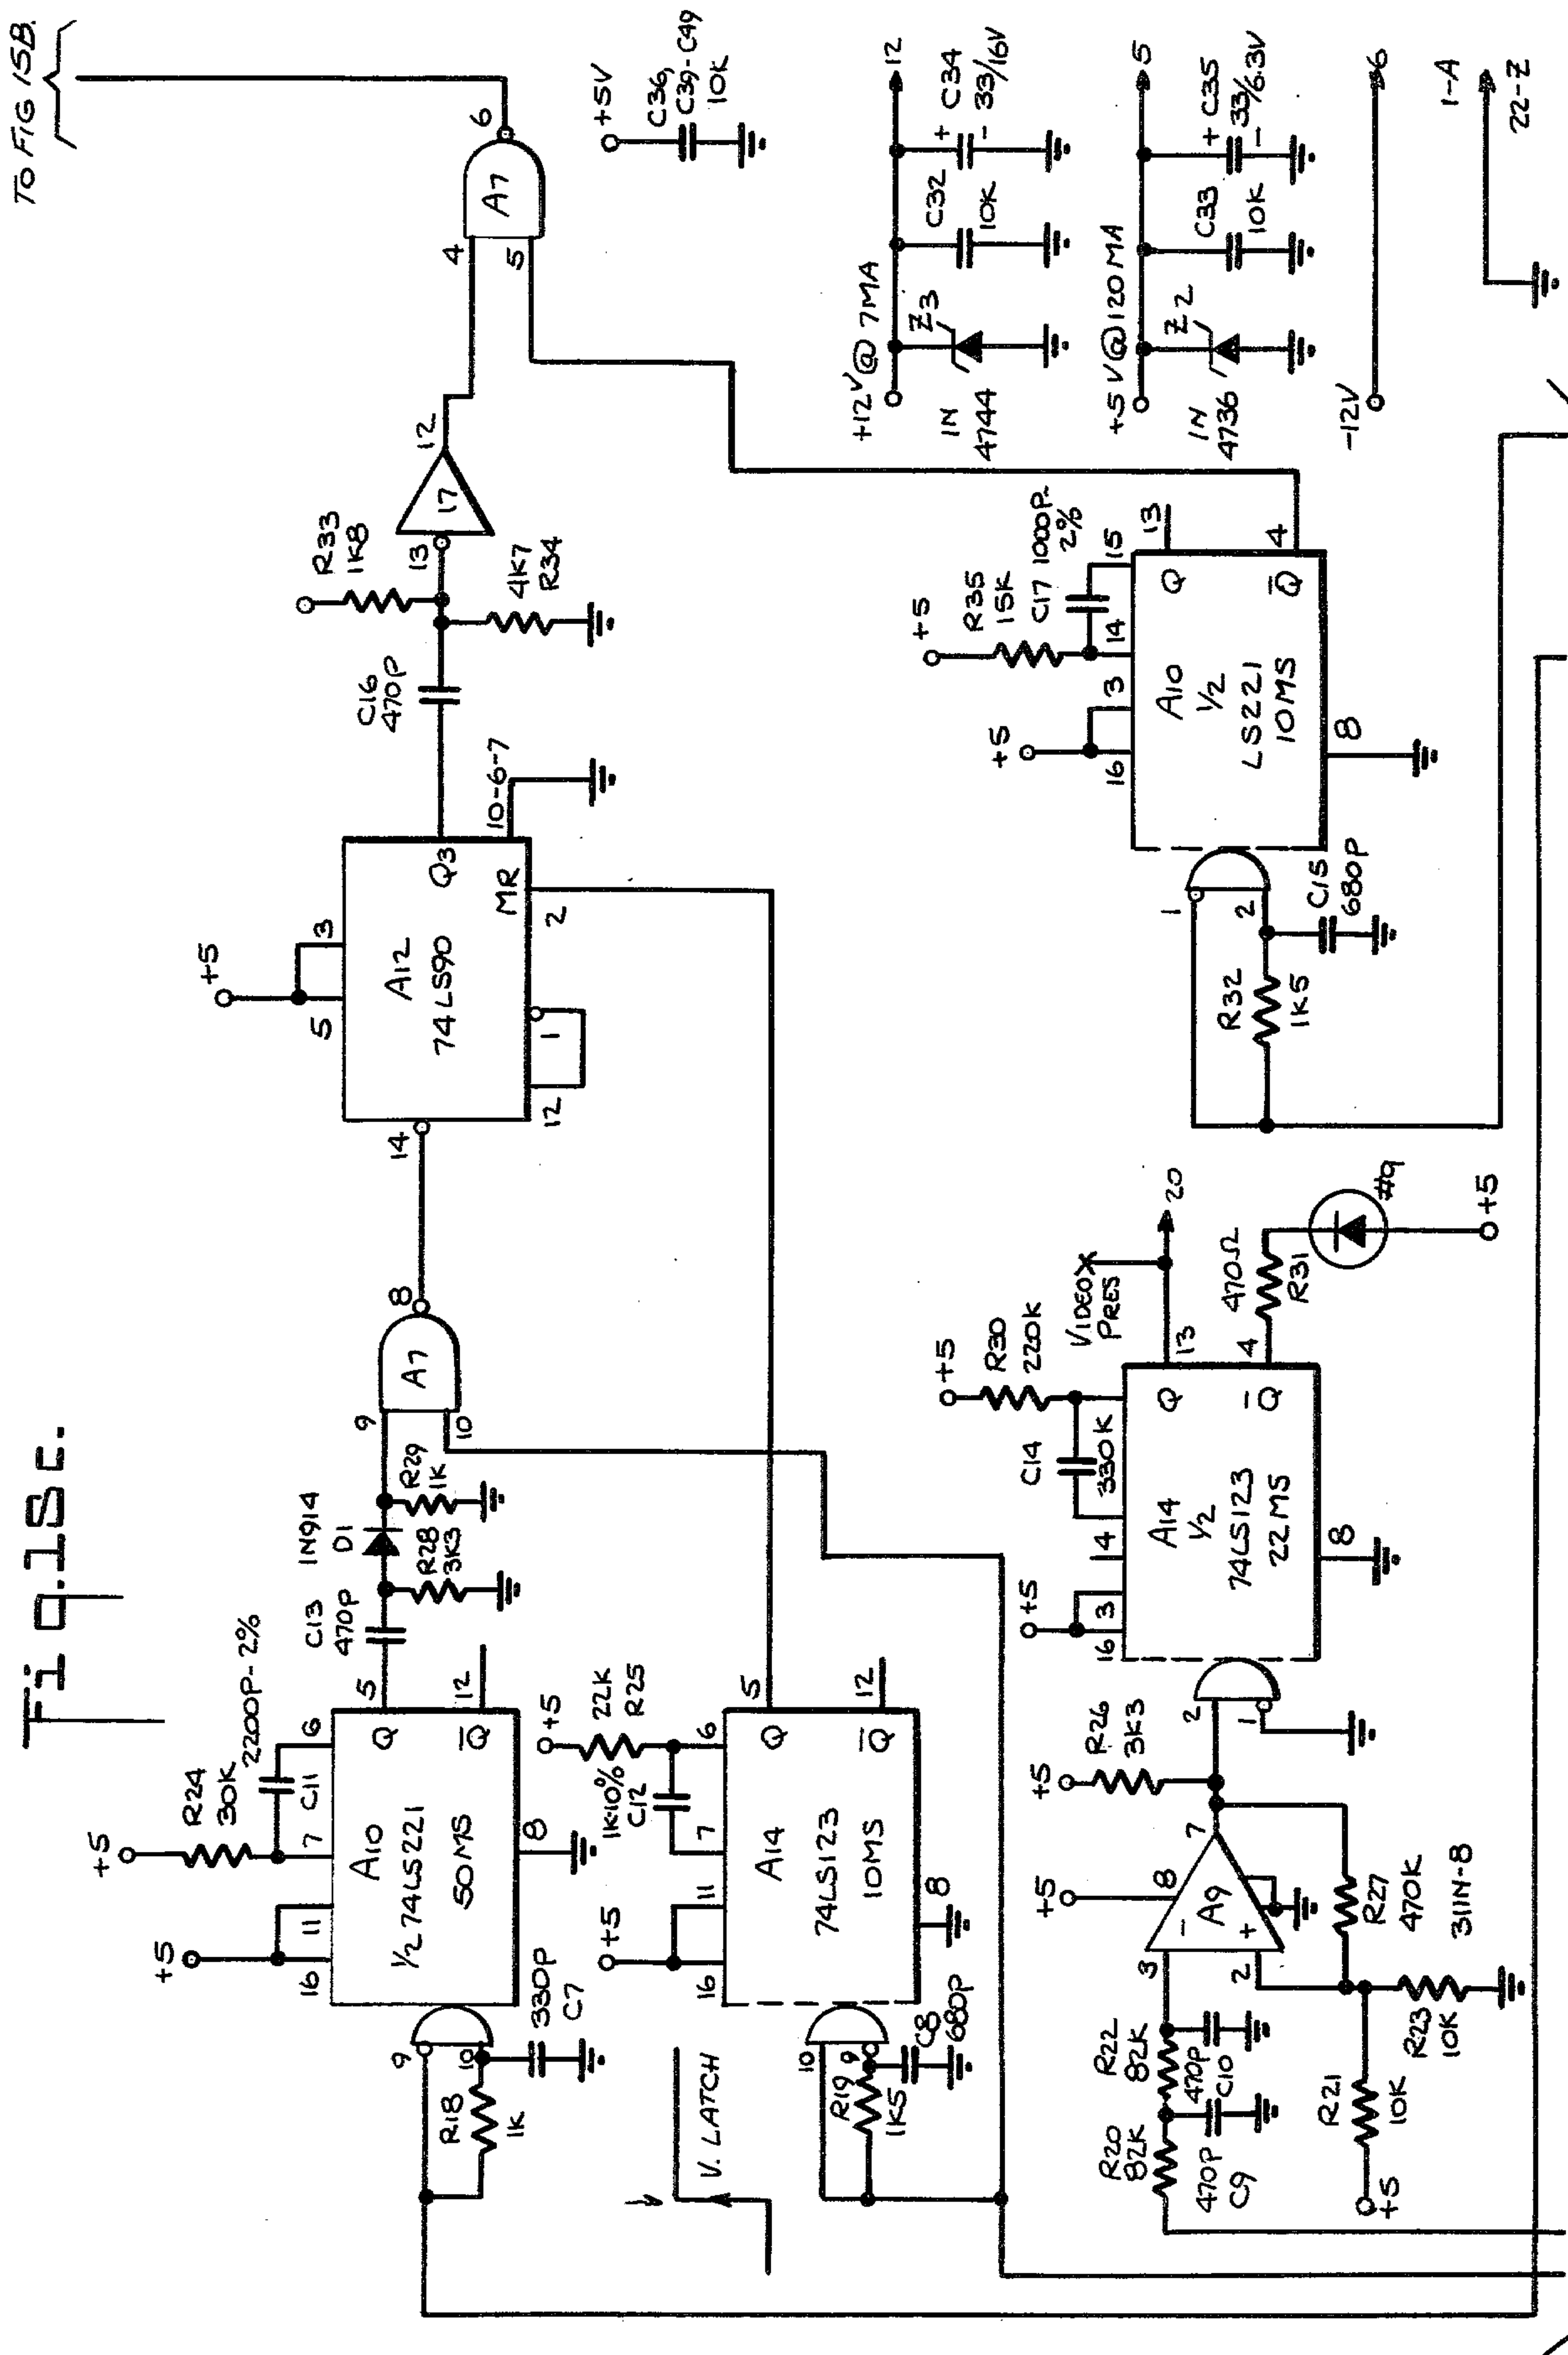 Fig. 15c.
TO FIG 15B.
+5
R24
30K
2200P-2%
C11
+5
16
11
7
6
A10
1/2 74LS221
50MS
Q
5
Q̅
12
8
9
10
R18
1K
330P
C7
C13
470P
1N914
D1
R28
3K3
R29
1K
9
10
A7
8
14
+5
5
3
A12
74LS90
Q3
MR
12
1
2
10-6-7
C16
470P
R33
1K8
13
4K7
R34
17
12
4
5
A7
6
+5V
C36,
C39-C49
10K
V. LATCH
+5
22K
R25
1K-10%
C12
+5
16
11
7
6
A14
74LS123
10MS
Q
5
Q̅
12
8
10
9
R19
1K5
C8
680P
R20
82K
470P
C9
R22
82K
470P
C10
3
2
-
+
A9
+5
8
7
R26
3K3
+5
R21
10K
+5
R23
10K
R27
470K
311N-8
2
1
+5
16
3
14
C14
330K
+5
R30
220K
A14
1/2
74LS123
22MS
Q
13
Q̅
4
8
VIDEO
PRES
20
470Ω
R31
#9
+5
R32
1K5
1
2
C15
680P
+5
16
3
14
15
+5
R35
15K
C17 1000P-
2%
A10
1/2
LS221
10MS
Q
13
Q̅
4
8
+12V @ 7MA
12
Z3
1N
4744
C32
10K
+
-
C34
33/16V
+5V @ 120MA
5
Z2
1N
4736
C33
10K
+
-
C35
33/6.3V
-12V
6
1-A
22-Z